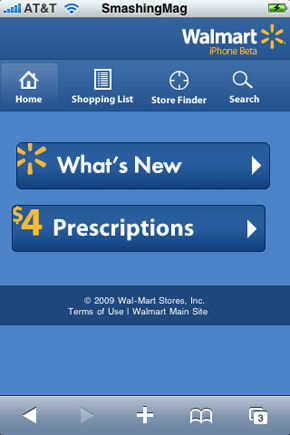 AT&T SmashingMag
Walmart
iPhone Beta
Home Shopping List Store Finder Search
What's New
$4 Prescriptions
© 2009 Wal-Mart Stores, Inc.
Terms of Use | Walmart Main Site
3